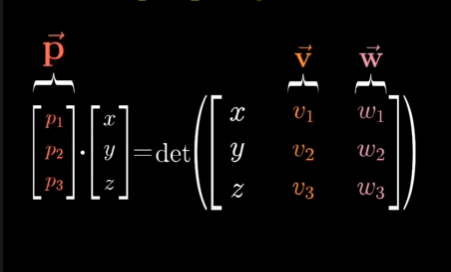 p⃗ v⃗ w⃗
[p₁ p₂ p₃] · [x y z] = det([x v₁ w₁
y v₂ w₂
z v₃ w₃])